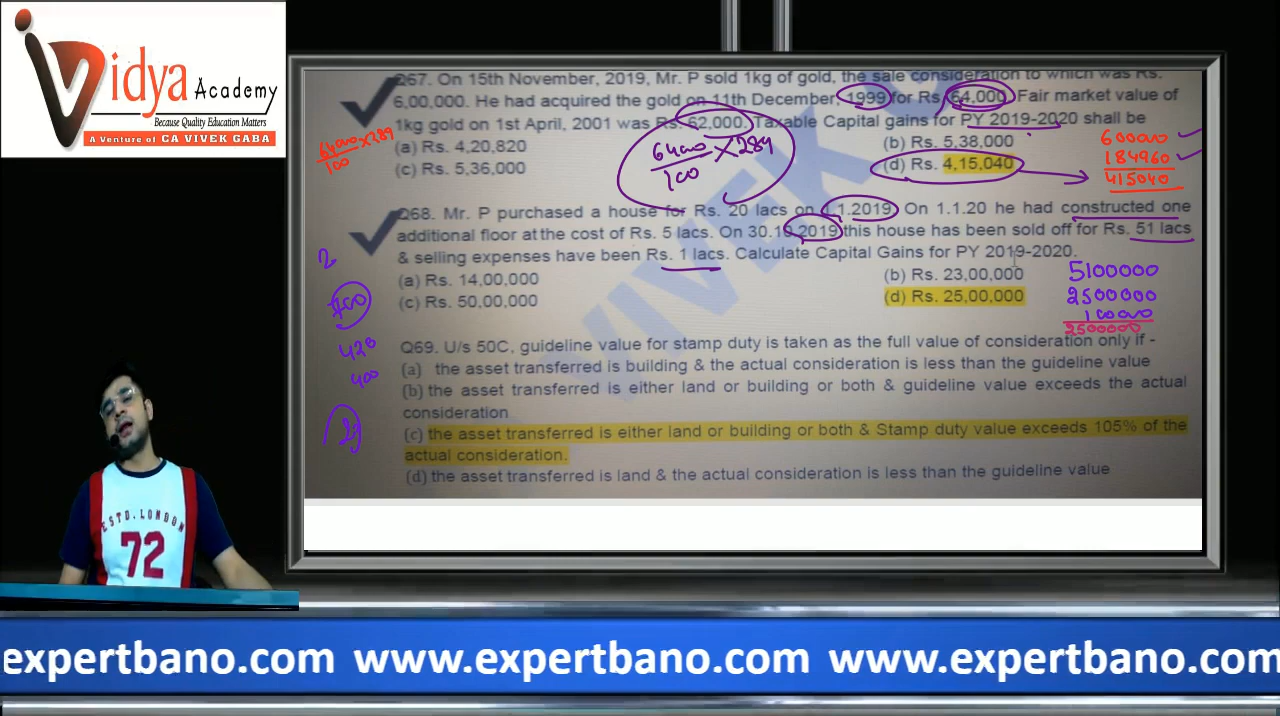 Vidya Academy
Because Quality Education Matters
A Venture of CA VIVEK GABA
Q67. On 15th November, 2019, Mr. P sold 1kg of gold, the sale consideration to which was Rs.
6,00,000. He had acquired the gold on 11th December, 1999 for Rs. 64,000. Fair market value of
1kg gold on 1st April, 2001 was Rs. 62,000. Taxable Capital gains for PY 2019-2020 shall be
(a) Rs. 4,20,820
(b) Rs. 5,38,000
(c) Rs. 5,36,000
(d) Rs. 4,15,040
64000/100 × 289
64000/100 × 289
600000
184960
415040
Q68. Mr. P purchased a house for Rs. 20 lacs on 1.1.2019. On 1.1.20 he had constructed one
additional floor at the cost of Rs. 5 lacs. On 30.10.2019 this house has been sold off for Rs. 51 lacs
& selling expenses have been Rs. 1 lacs. Calculate Capital Gains for PY 2019-2020.
(a) Rs. 14,00,000
(b) Rs. 23,00,000
(c) Rs. 50,00,000
(d) Rs. 25,00,000
5100000
2500000
100000
2500000
2
420
400
Q69. U/s 50C, guideline value for stamp duty is taken as the full value of consideration only if -
(a) the asset transferred is building & the actual consideration is less than the guideline value
(b) the asset transferred is either land or building or both & guideline value exceeds the actual
consideration
(c) the asset transferred is either land or building or both & Stamp duty value exceeds 105% of the
actual consideration.
(d) the asset transferred is land & the actual consideration is less than the guideline value
VIVEK
ESTD. LONDON
72
expertbano.com www.expertbano.com www.expertbano.com